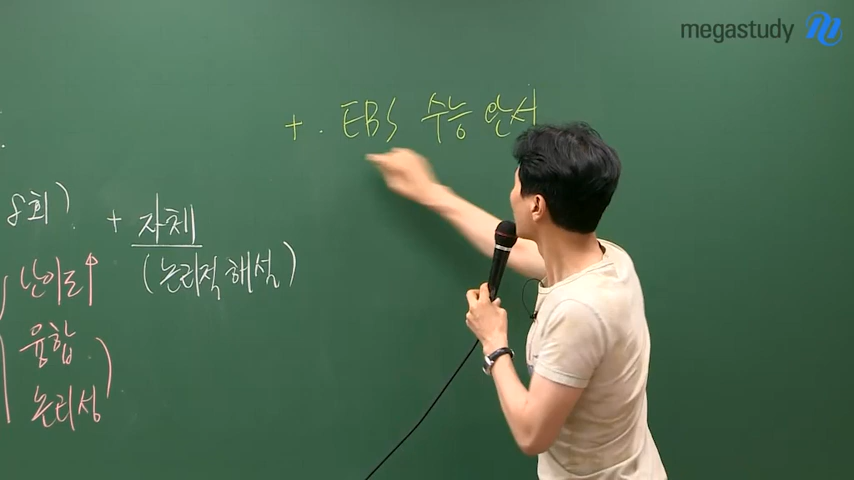 megastudy
+ . EBS 수능 완성
8회) . + 자체
(논리적 해설)
난이도↑
융합 .
논리성